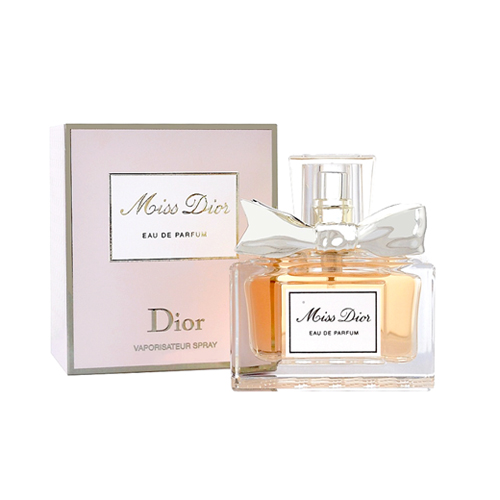 Miss Dior
EAU DE PARFUM
Dior
VAPORISATEUR SPRAY
Miss Dior
EAU DE PARFUM